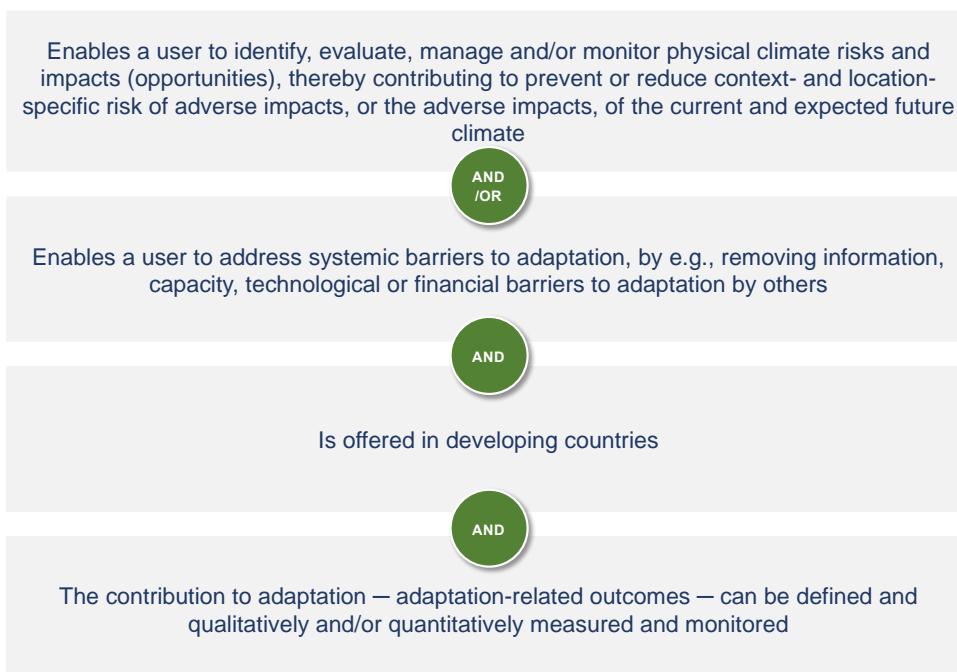 Enables a user to identify, evaluate, manage and/or monitor physical climate risks and
impacts (opportunities), thereby contributing to prevent or reduce context- and location-
specific risk of adverse impacts, or the adverse impacts, of the current and expected future
climate
AND
/OR
Enables a user to address systemic barriers to adaptation, by e.g., removing information,
capacity, technological or financial barriers to adaptation by others
AND
Is offered in developing countries
AND
The contribution to adaptation ─ adaptation-related outcomes ─ can be defined and
qualitatively and/or quantitatively measured and monitored